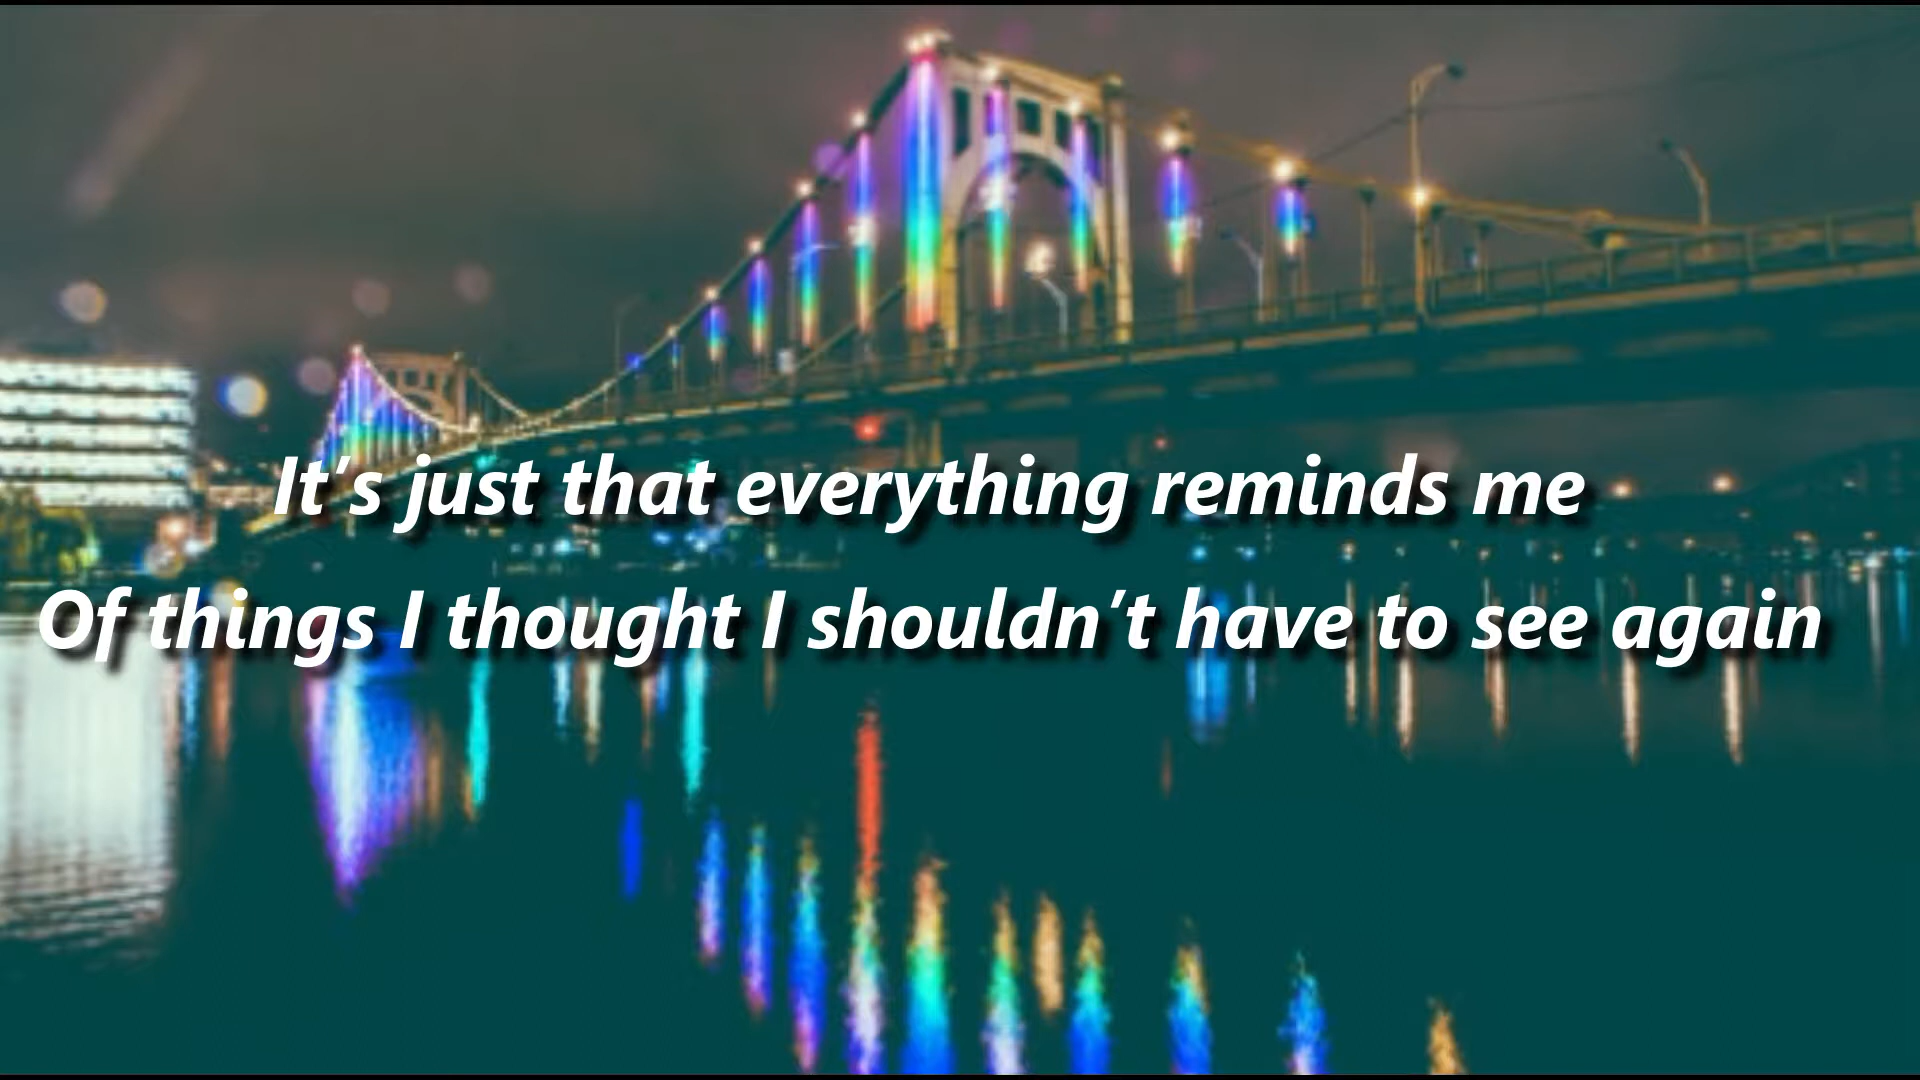 It’s just that everything reminds me
Of things I thought I shouldn’t have to see again